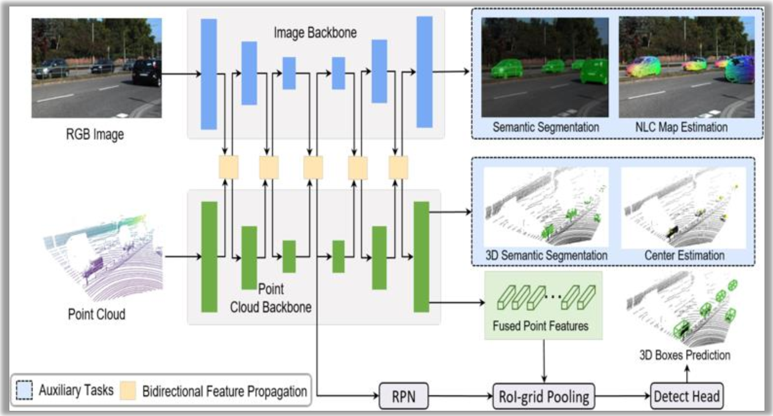 Image Backbone
RGB Image
Semantic Segmentation
NLC Map Estimation
Point
Cloud Backbone
Point Cloud
3D Semantic Segmentation
Center Estimation
Fused Point Features
3D Boxes Prediction
Auxiliary Tasks
Bidirectional Feature Propagation
RPN
RoI-grid Pooling
Detect Head